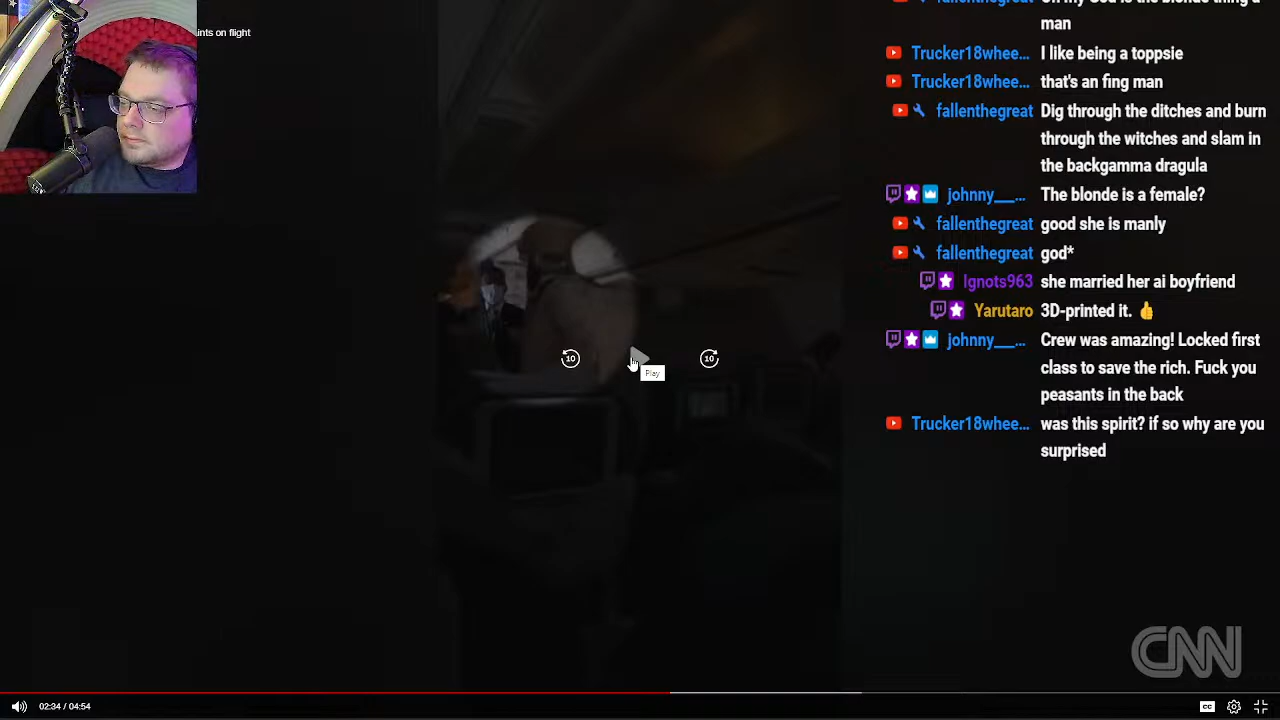 ints on flight
man
Trucker18whee... I like being a toppsie
Trucker18whee... that's an fing man
fallenthegreat Dig through the ditches and burn
through the witches and slam in
the backgamma dragula
johnny___... The blonde is a female?
fallenthegreat good she is manly
fallenthegreat god*
Ignots963 she married her ai boyfriend
Yarutaro 3D-printed it. 👍
johnny___... Crew was amazing! Locked first
class to save the rich. Fuck you
peasants in the back
Trucker18whee... was this spirit? if so why are you
surprised
10
10
Play
CNN
02:34 / 04:54
CC